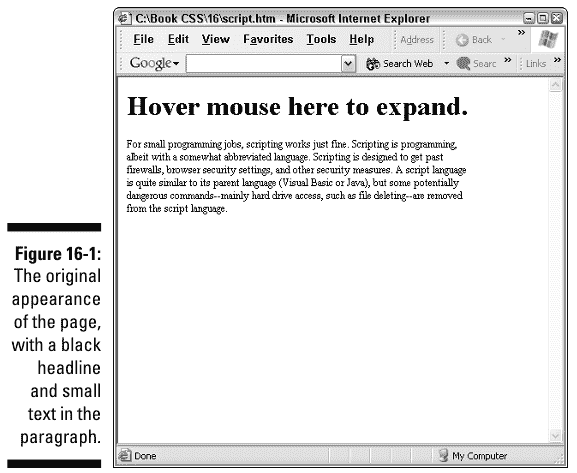 C:\Book CSS\16\script.htm - Microsoft Internet Explorer
File Edit View Favorites Tools Help Address Back »
Google Search Web Searc » Links »
Hover mouse here to expand.
For small programming jobs, scripting works just fine. Scripting is programming,
albeit with a somewhat abbreviated language. Scripting is designed to get past
firewalls, browser security settings, and other security measures. A script language
is quite similar to its parent language (Visual Basic or Java), but some potentially
dangerous commands--mainly hard drive access, such as file deleting--are removed
from the script language.
Done My Computer
Figure 16-1:
The original
appearance
of the page,
with a black
headline
and small
text in the
paragraph.